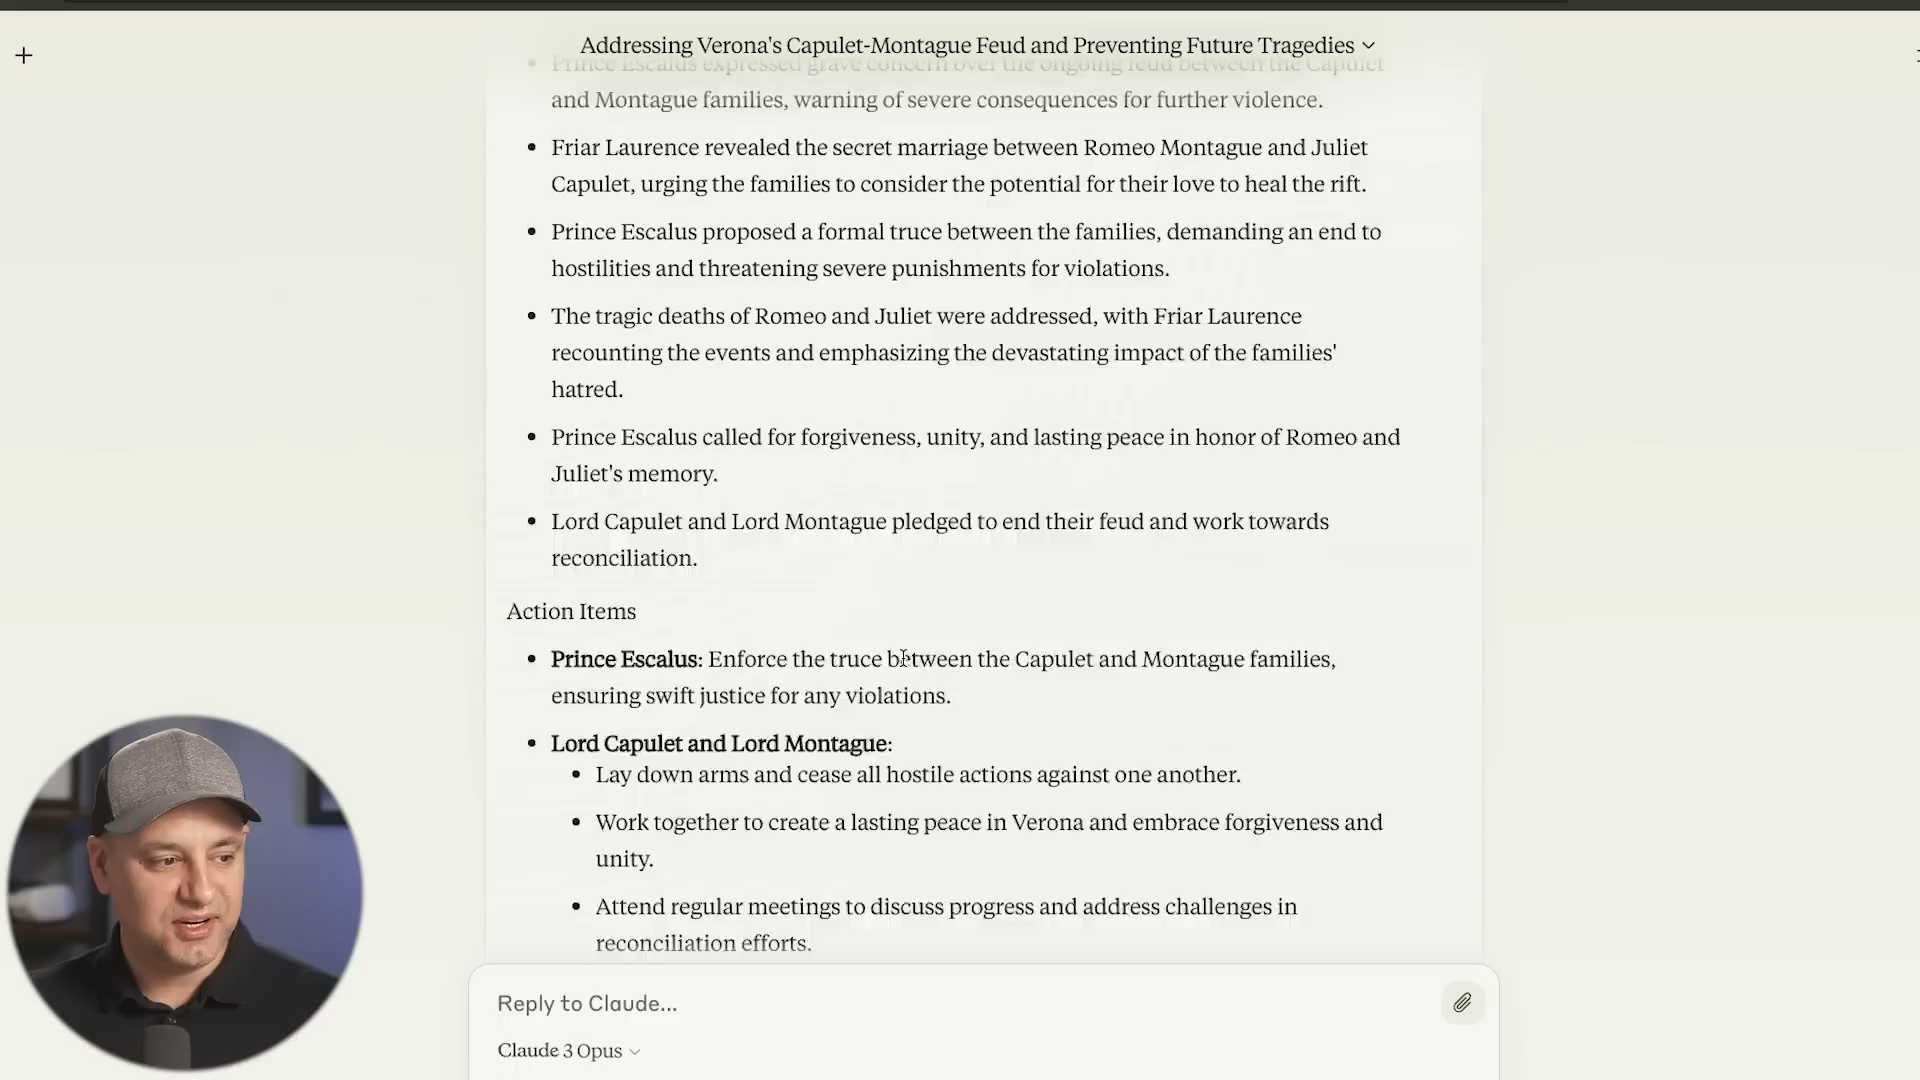 Addressing Verona's Capulet-Montague Feud and Preventing Future Tragedies
Prince Escalus expressed grave concern over the ongoing feud between the Capulet
and Montague families, warning of severe consequences for further violence.
Friar Laurence revealed the secret marriage between Romeo Montague and Juliet
Capulet, urging the families to consider the potential for their love to heal the rift.
Prince Escalus proposed a formal truce between the families, demanding an end to
hostilities and threatening severe punishments for violations.
The tragic deaths of Romeo and Juliet were addressed, with Friar Laurence
recounting the events and emphasizing the devastating impact of the families'
hatred.
Prince Escalus called for forgiveness, unity, and lasting peace in honor of Romeo and
Juliet's memory.
Lord Capulet and Lord Montague pledged to end their feud and work towards
reconciliation.
Action Items
Prince Escalus: Enforce the truce between the Capulet and Montague families,
ensuring swift justice for any violations.
Lord Capulet and Lord Montague:
Lay down arms and cease all hostile actions against one another.
Work together to create a lasting peace in Verona and embrace forgiveness and
unity.
Attend regular meetings to discuss progress and address challenges in
reconciliation efforts.
Reply to Claude...
Claude 3 Opus